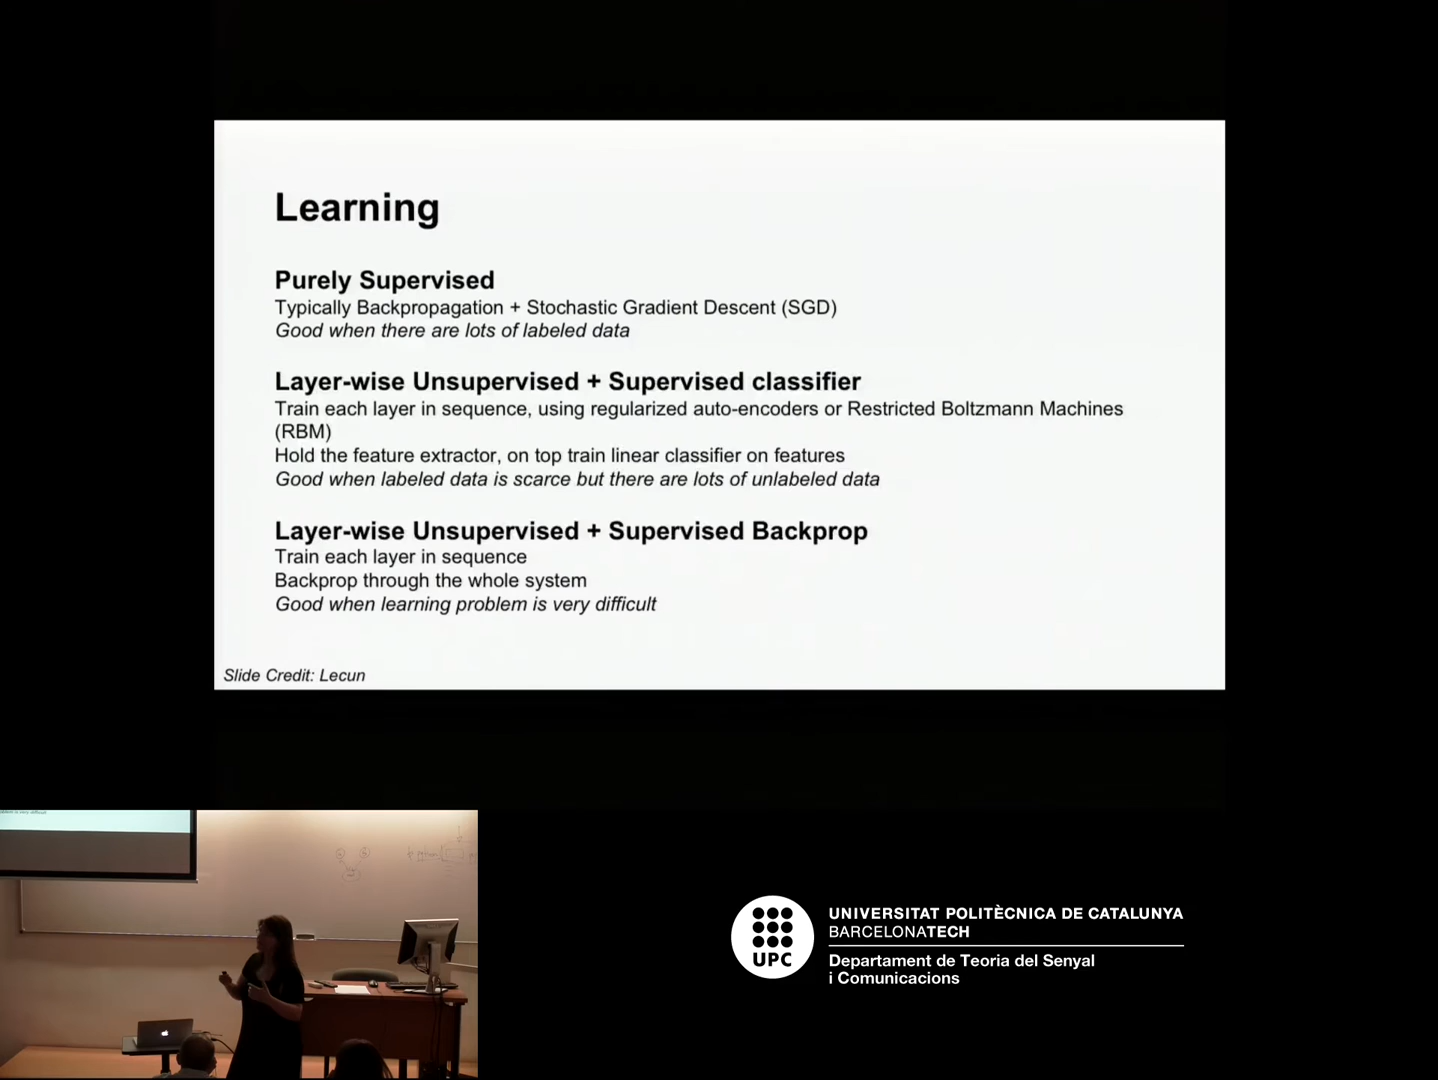 Learning
Purely Supervised
Typically Backpropagation + Stochastic Gradient Descent (SGD)
Good when there are lots of labeled data
Layer-wise Unsupervised + Supervised classifier
Train each layer in sequence, using regularized auto-encoders or Restricted Boltzmann Machines
(RBM)
Hold the feature extractor, on top train linear classifier on features
Good when labeled data is scarce but there are lots of unlabeled data
Layer-wise Unsupervised + Supervised Backprop
Train each layer in sequence
Backprop through the whole system
Good when learning problem is very difficult
Slide Credit: Lecun
UPC
UNIVERSITAT POLITÈCNICA DE CATALUNYA
BARCELONATECH
Departament de Teoria del Senyal
i Comunicacions